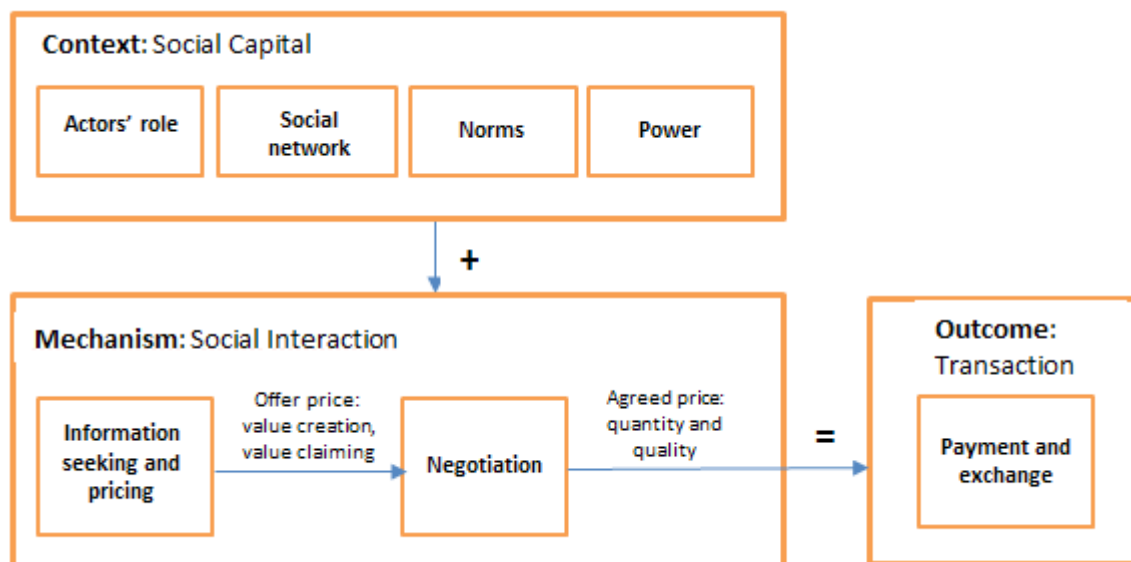 Context: Social Capital
Actors’ role
Social
network
Norms
Power
+
Mechanism: Social Interaction
Information
seeking and
pricing
Offer price:
value creation,
value claiming
Negotiation
Agreed price:
quantity and
quality
=
Outcome:
Transaction
Payment and
exchange